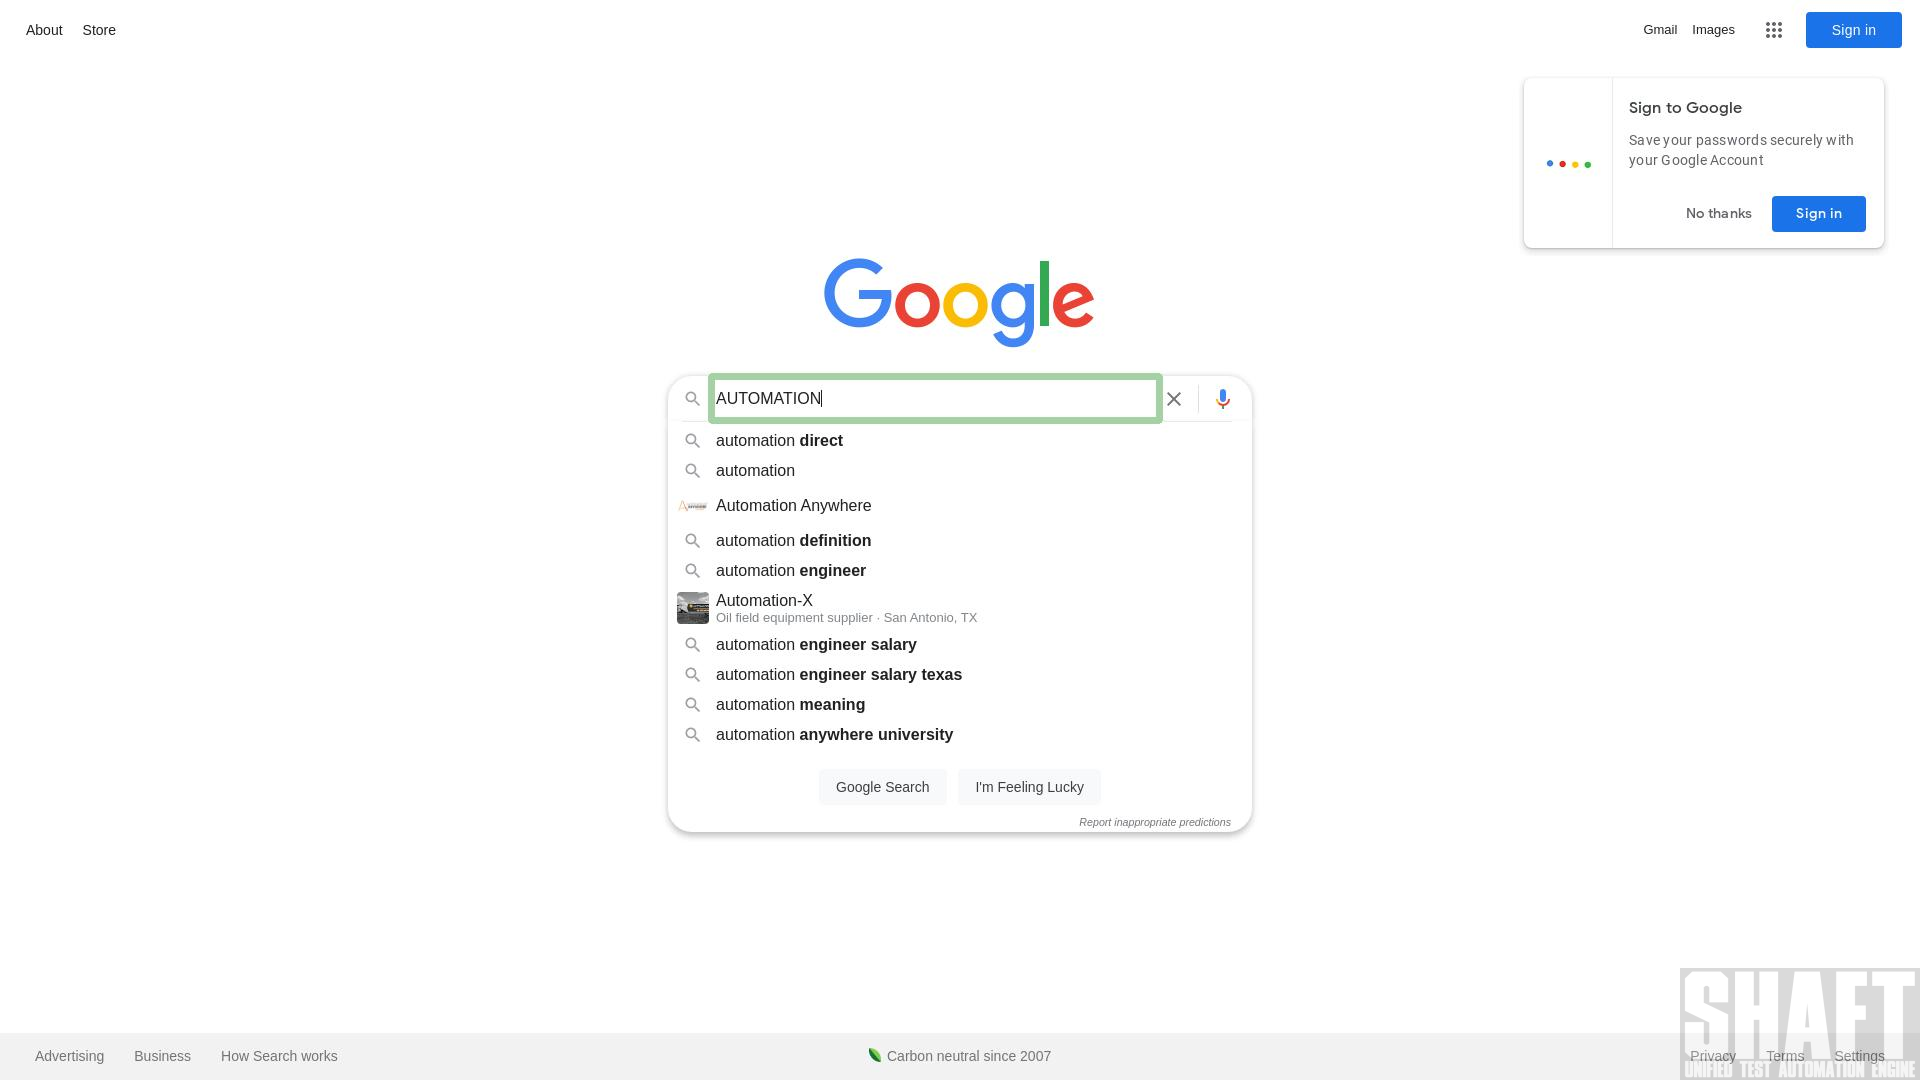 About Store
Gmail Images
Sign in
Sign to Google
Save your passwords securely with
your Google Account
No thanks
Sign in
Google
AUTOMATION
automation direct
automation
Automation Anywhere
automation definition
automation engineer
Automation-X
Oil field equipment supplier · San Antonio, TX
automation engineer salary
automation engineer salary texas
automation meaning
automation anywhere university
Google Search
I'm Feeling Lucky
Report inappropriate predictions
Advertising Business How Search works
Carbon neutral since 2007
Privacy Terms Settings
SHAFT
UNIFIED TEST AUTOMATION ENGINE